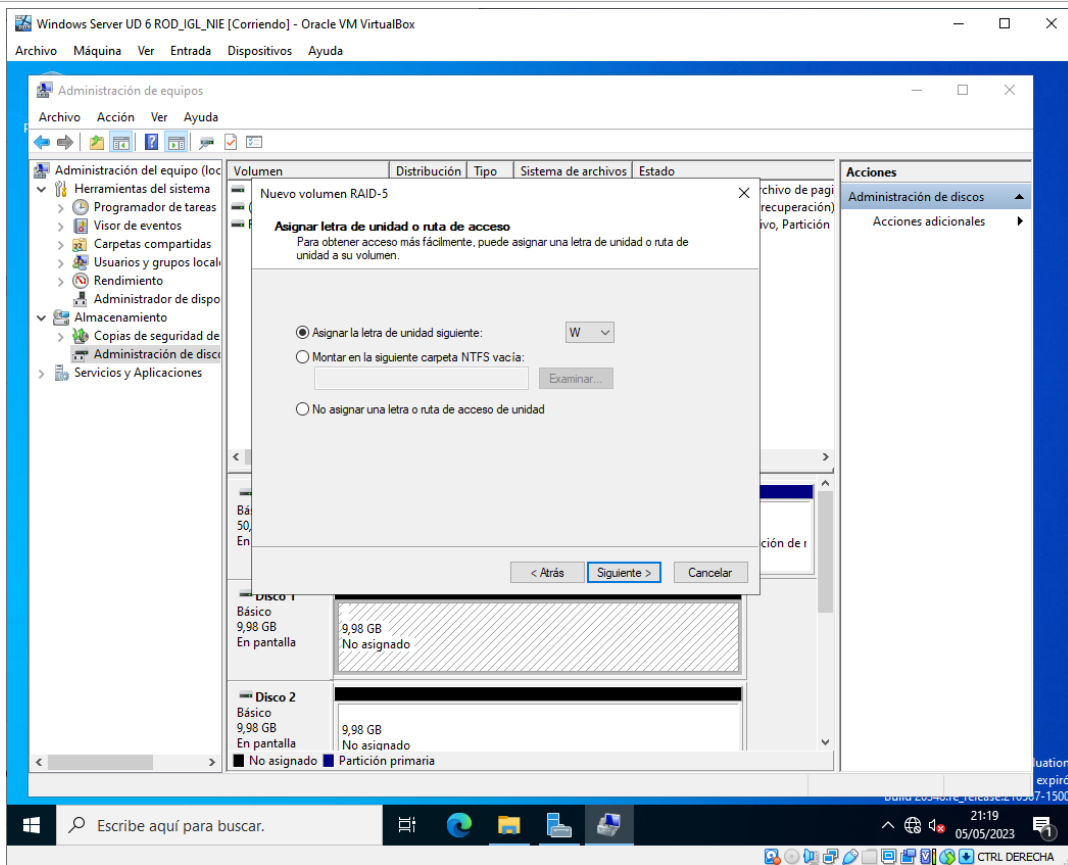 Windows Server UD 6 ROD_IGL_NIE [Corriendo] - Oracle VM VirtualBox
Archivo Máquina Ver Entrada Dispositivos Ayuda
Administración de equipos
Archivo Acción Ver Ayuda
Administración del equipo (loc
Herramientas del sistema
Programador de tareas
Visor de eventos
Carpetas compartidas
Usuarios y grupos local
Rendimiento
Administrador de dispo
Almacenamiento
Copias de seguridad de
Administración de disc
Servicios y Aplicaciones
Volumen Distribución Tipo Sistema de archivos Estado
rchivo de pagi
recuperación)
ivo, Partición
Nuevo volumen RAID-5
Asignar letra de unidad o ruta de acceso
Para obtener acceso más fácilmente, puede asignar una letra de unidad o ruta de
unidad a su volumen.
Asignar la letra de unidad siguiente: W
Montar en la siguiente carpeta NTFS vacía:
Examinar...
No asignar una letra o ruta de acceso de unidad
< Atrás Siguiente > Cancelar
Bá
50,
En
ción de r
Disco 1
Básico
9,98 GB
En pantalla
9,98 GB
No asignado
Disco 2
Básico
9,98 GB
En pantalla
9,98 GB
No asignado
No asignado Partición primaria
Acciones
Administración de discos
Acciones adicionales
luation
expiró
Escribe aquí para buscar.
21:19
05/05/2023
1
CTRL DERECHA